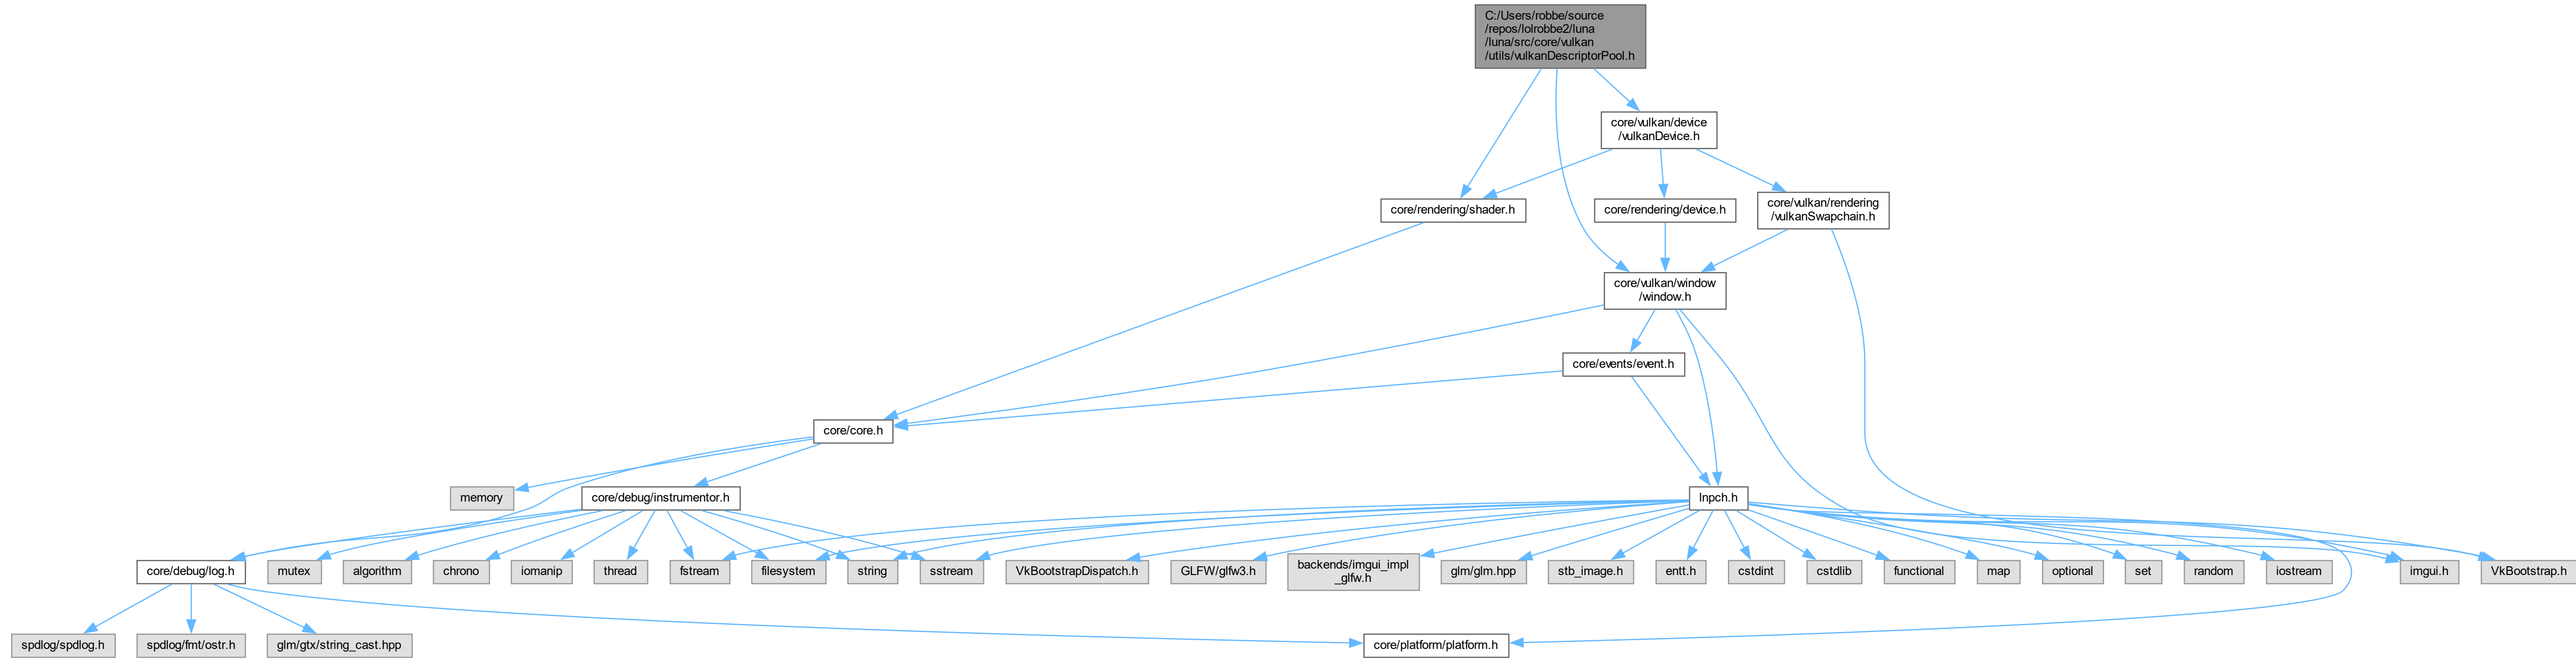 C:/Users/robbe/source
/repos/lolrobbe2/luna
/luna/src/core/vulkan
/utils/vulkanDescriptorPool.h
core/vulkan/device
/vulkanDevice.h
core/rendering/shader.h
core/rendering/device.h
core/vulkan/rendering
/vulkanSwapchain.h
core/vulkan/window
/window.h
core/events/event.h
core/core.h
memory
core/debug/instrumentor.h
lnpch.h
core/debug/log.h
mutex
algorithm
chrono
iomanip
thread
fstream
filesystem
string
sstream
VkBootstrapDispatch.h
GLFW/glfw3.h
backends/imgui_impl
_glfw.h
glm/glm.hpp
stb_image.h
entt.h
cstdint
cstdlib
functional
map
optional
set
random
iostream
imgui.h
VkBootstrap.h
spdlog/spdlog.h
spdlog/fmt/ostr.h
glm/gtx/string_cast.hpp
core/platform/platform.h